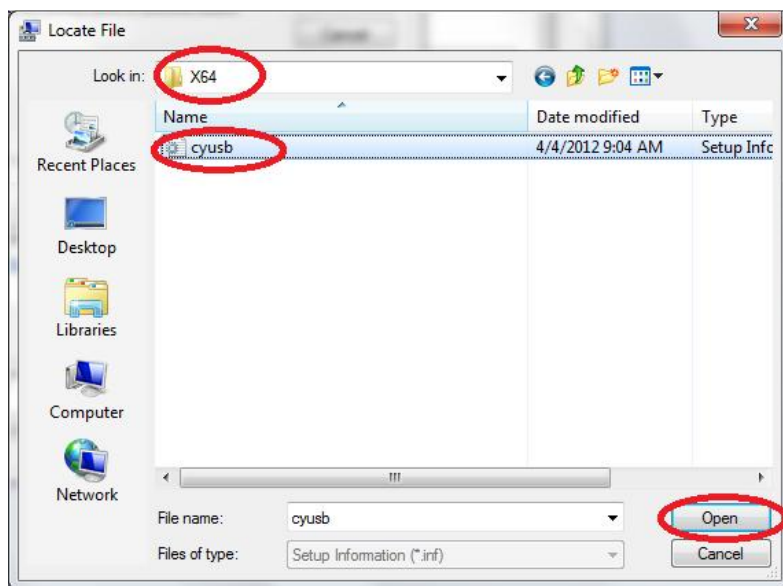 Locate File
Look in: X64
Name Date modified Type
cyusb 4/4/2012 9:04 AM Setup Infc
Recent Places
Desktop
Libraries
Computer
Network
File name: cyusb Open
Files of type: Setup Information (*.inf) Cancel